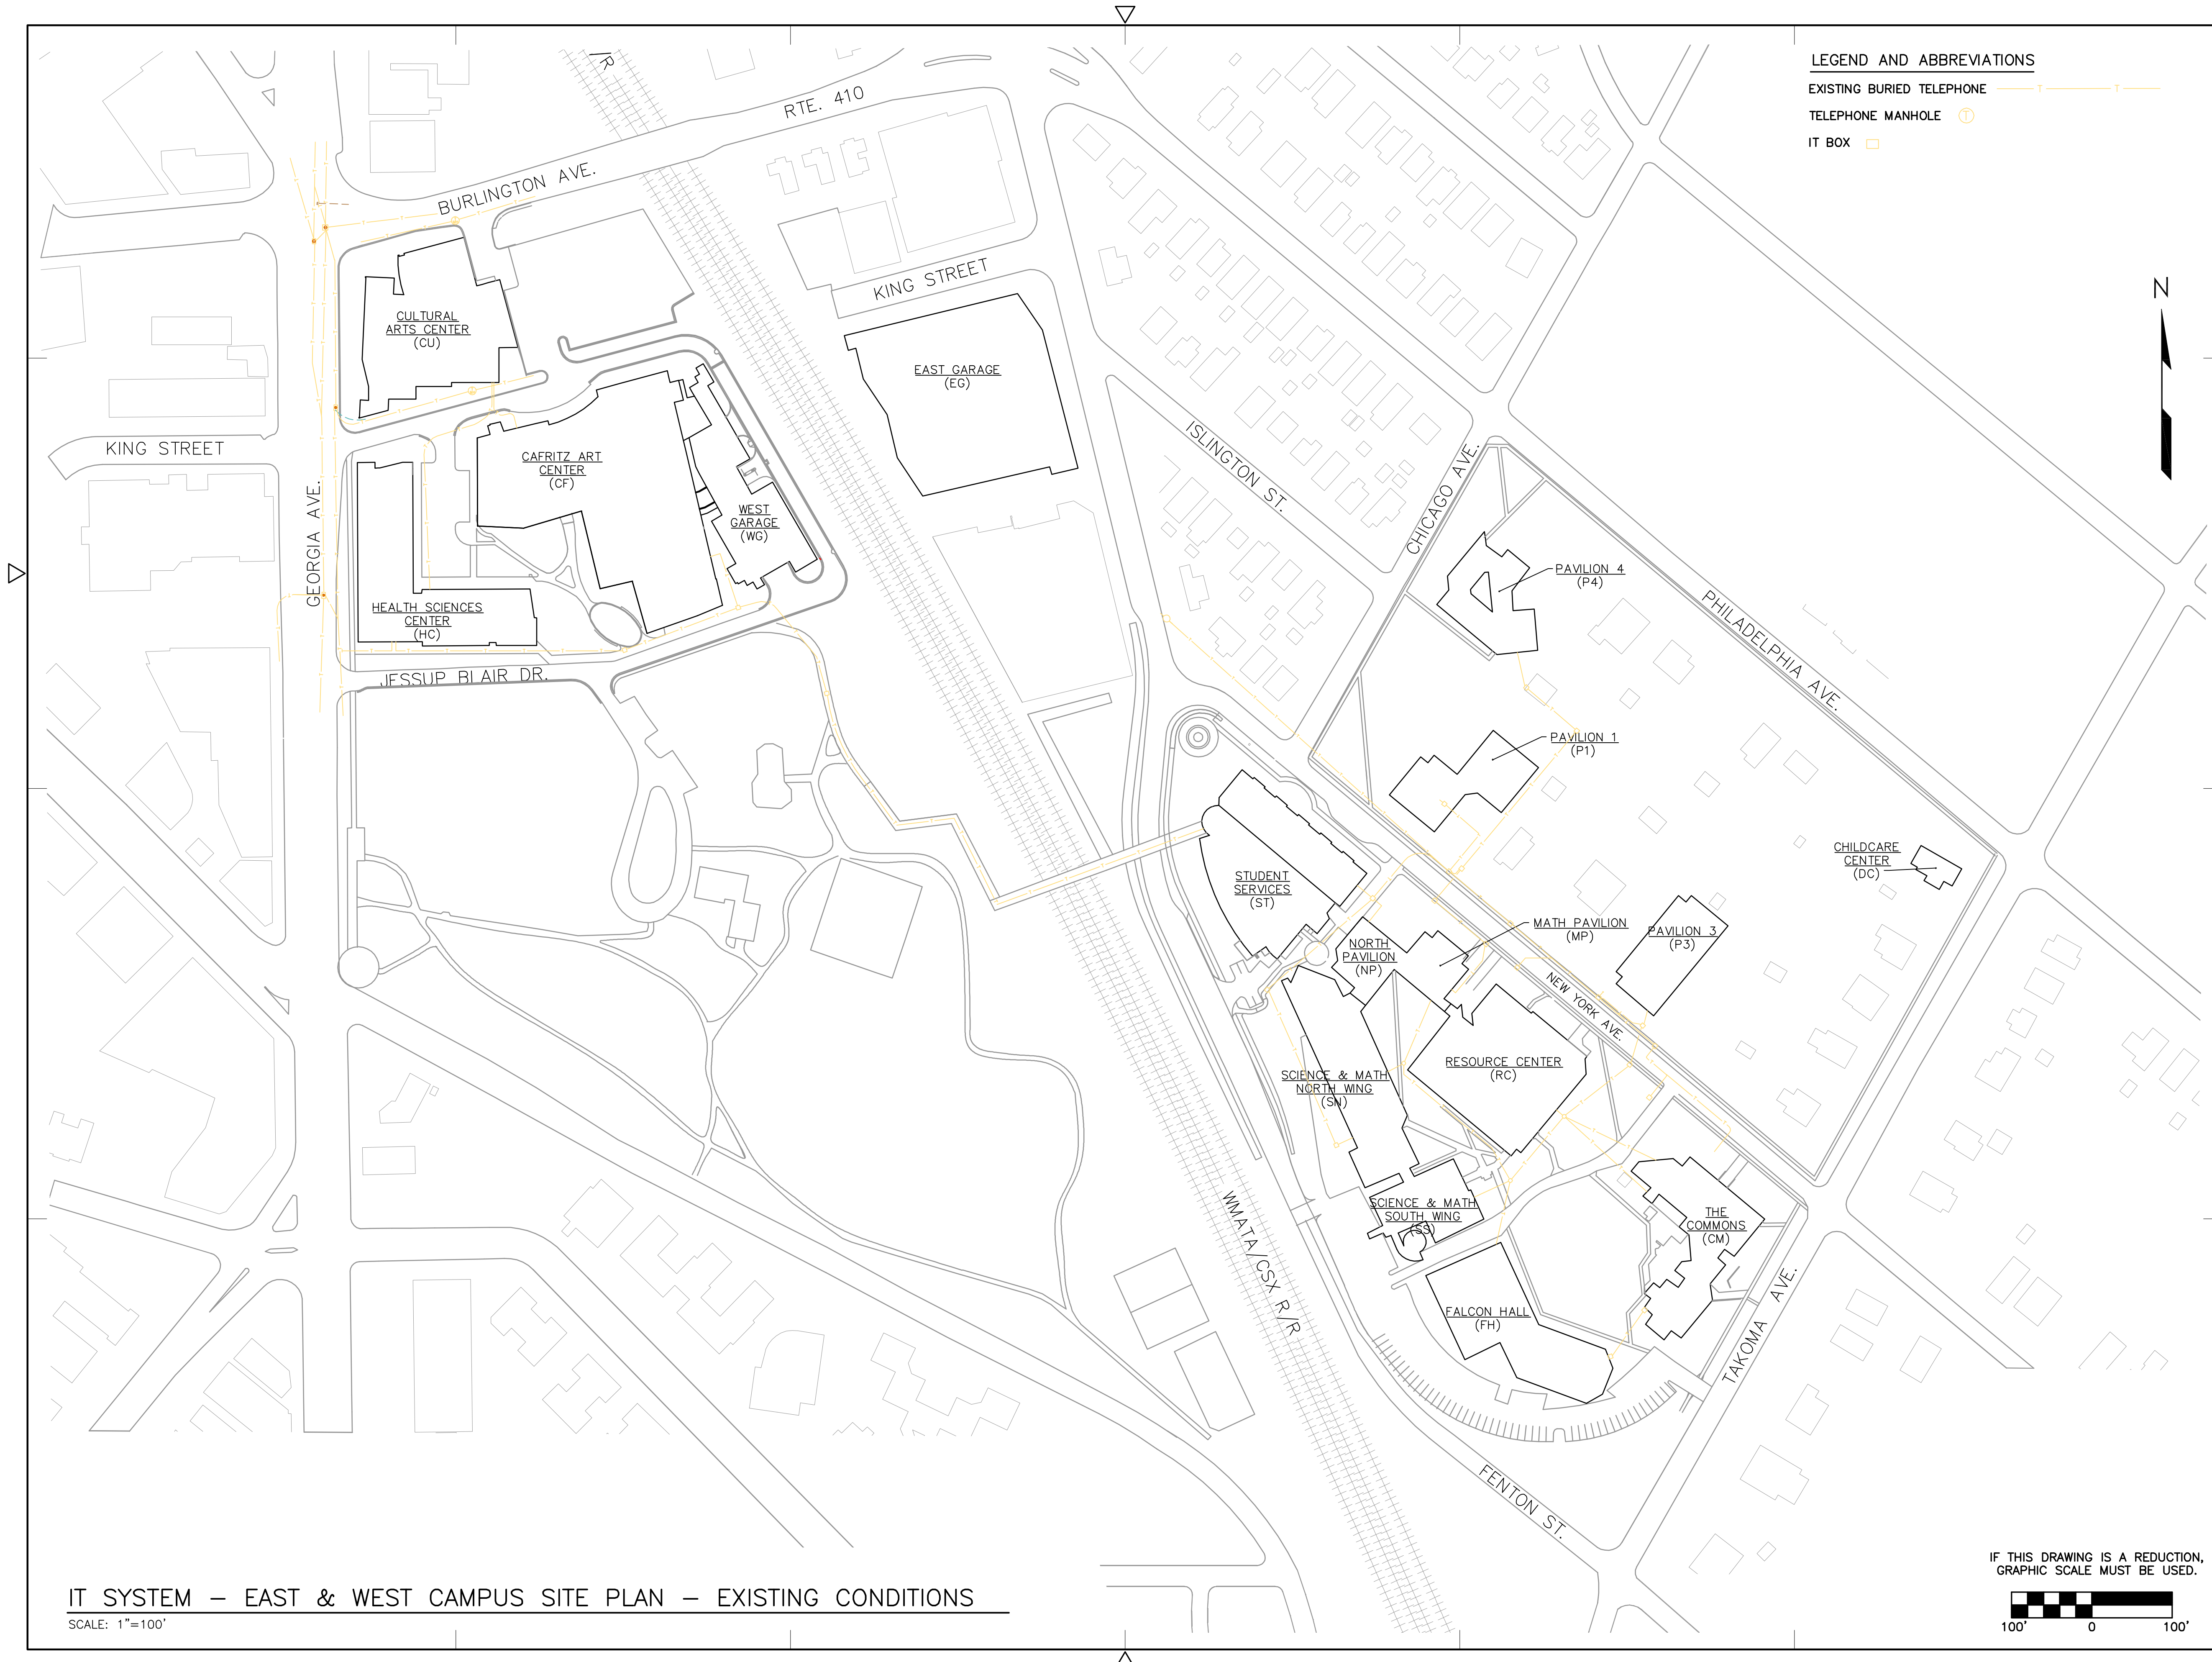 LEGEND AND ABBREVIATIONS
EXISTING BURIED TELEPHONE T T
TELEPHONE MANHOLE T
IT BOX
R
RTE. 410
BURLINGTON AVE.
KING STREET
N
CULTURAL
ARTS CENTER
(CU)
EAST GARAGE
(EG)
KING STREET
CAFRITZ ART
CENTER
(CF)
ISLINGTON ST.
CHICAGO AVE.
GEORGIA AVE.
WEST
GARAGE
(WG)
PAVILION 4
(P4)
PHILADELPHIA AVE.
HEALTH SCIENCES
CENTER
(HC)
JESSUP BLAIR DR.
PAVILION 1
(P1)
CHILDCARE
CENTER
(DC)
STUDENT
SERVICES
(ST)
MATH PAVILION
(MP)
PAVILION 3
(P3)
NORTH
PAVILION
(NP)
NEW YORK AVE.
RESOURCE CENTER
(RC)
SCIENCE & MATH
NORTH WING
(SN)
SCIENCE & MATH
SOUTH WING
(SS)
THE
COMMONS
(CM)
WMATA/CSX R/R
FALCON HALL
(FH)
TAKOMA AVE.
FENTON ST.
IT SYSTEM – EAST & WEST CAMPUS SITE PLAN – EXISTING CONDITIONS
SCALE: 1"=100'
IF THIS DRAWING IS A REDUCTION,
GRAPHIC SCALE MUST BE USED.
100' 0 100'